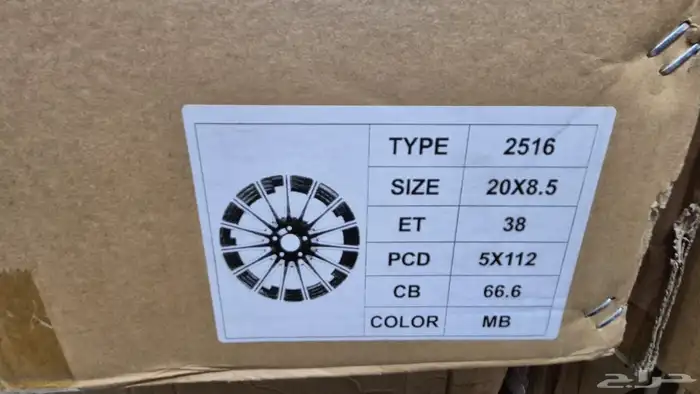 TYPE 2516
SIZE 20X8.5
ET 38
PCD 5X112
CB 66.6
COLOR MB
حراج